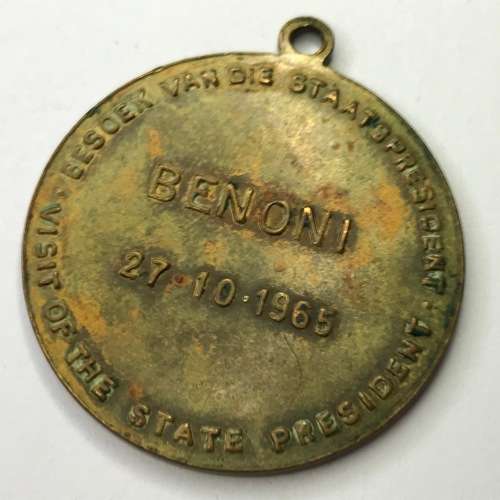 BESOEK VAN DIE STAATSPRESIDENT
BENONI
27·10·1965
VISIT OF THE STATE PRESIDENT